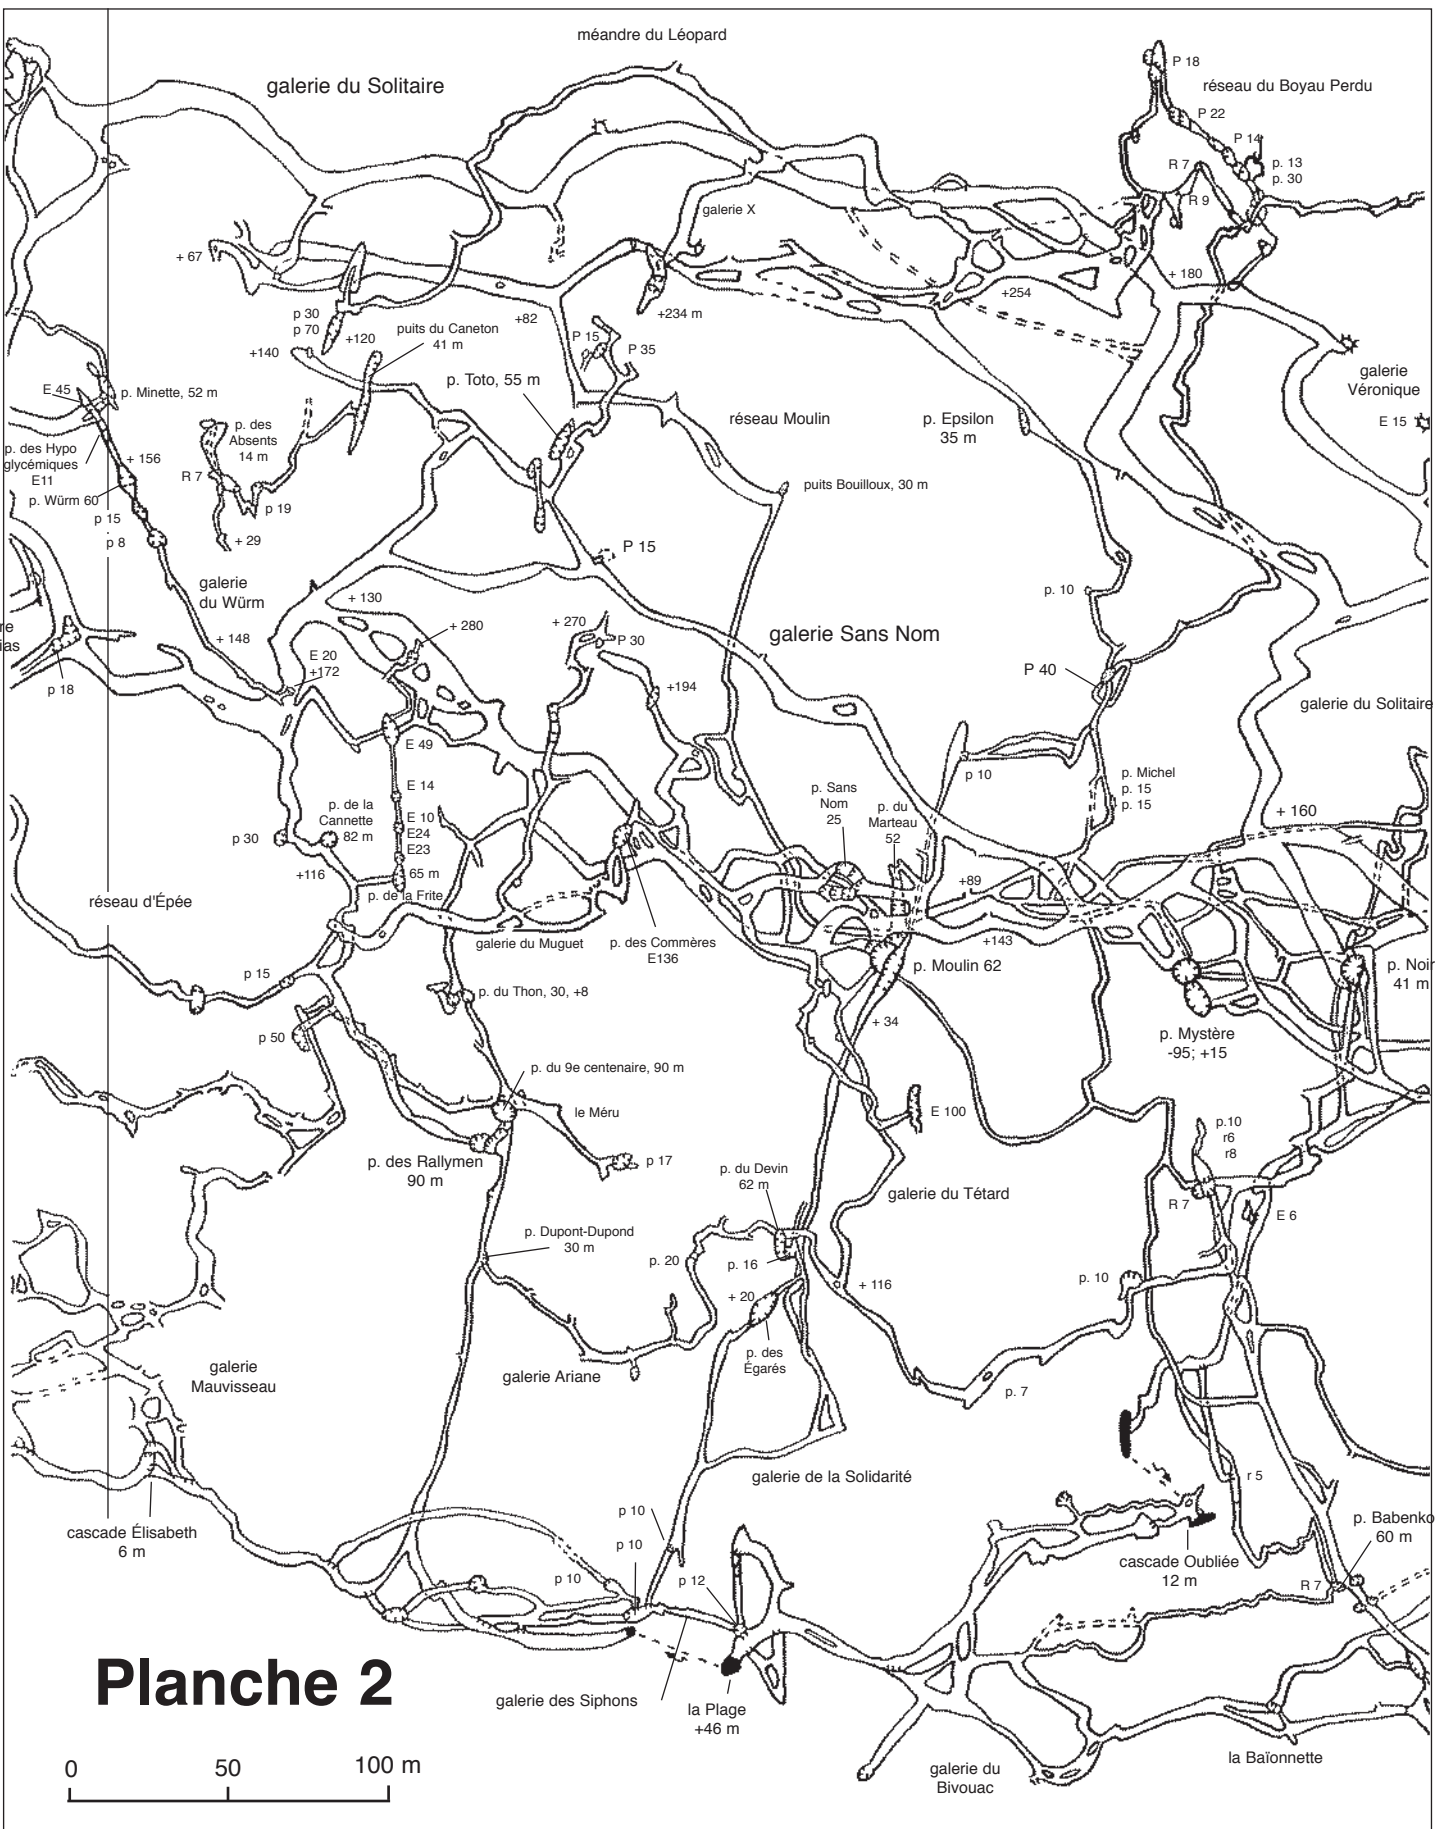 méandre du Léopard
galerie du Solitaire
P 18
réseau du Boyau Perdu
P 22
P 14
R 7
p. 13
p. 30
R 9
galerie X
+ 67
+ 180
+254
p 30
p 70
+120
+82
+234 m
puits du Caneton
41 m
+140
P 15
P 35
galerie
Véronique
p. Toto, 55 m
E 45
p. Minette, 52 m
réseau Moulin
p. Epsilon
35 m
E 15
p. des
Absents
14 m
p. des Hypo
glycémiques
E11
+ 156
R 7
p. Würm 60
puits Bouilloux, 30 m
p 15
p 19
p 8
+ 29
P 15
galerie
du Würm
+ 130
p. 10
+ 148
+ 280
+ 270
P 30
galerie Sans Nom
re
ias
E 20
+172
P 40
p 18
+194
galerie du Solitaire
E 49
p 10
p. Michel
p. 15
p. 15
E 14
p. Sans
Nom
25
p. du
Marteau
52
p. de la
Cannette
82 m
E 10
E24
E23
+ 160
p 30
+116
65 m
p. de la Frite
+89
réseau d'Épée
galerie du Muguet
p. des Commères
E136
+143
p. Moulin 62
p. Noir
41 m
p 15
p. du Thon, 30, +8
+ 34
p. Mystère
-95; +15
p 50
p. du 9e centenaire, 90 m
le Méru
E 100
p.10
r6
r8
p. des Rallymen
90 m
p 17
p. du Devin
62 m
galerie du Tétard
R 7
E 6
p. Dupont-Dupond
30 m
p. 20
p. 16
+ 116
p. 10
+ 20
galerie
Mauvisseau
galerie Ariane
p. des
Égarés
p. 7
galerie de la Solidarité
r 5
cascade Élisabeth
6 m
p 10
p 10
p. Babenko
60 m
cascade Oubliée
12 m
p 10
p 12
R 7
Planche 2
galerie des Siphons
la Plage
+46 m
la Baïonnette
galerie du
Bivouac
0 50 100 m